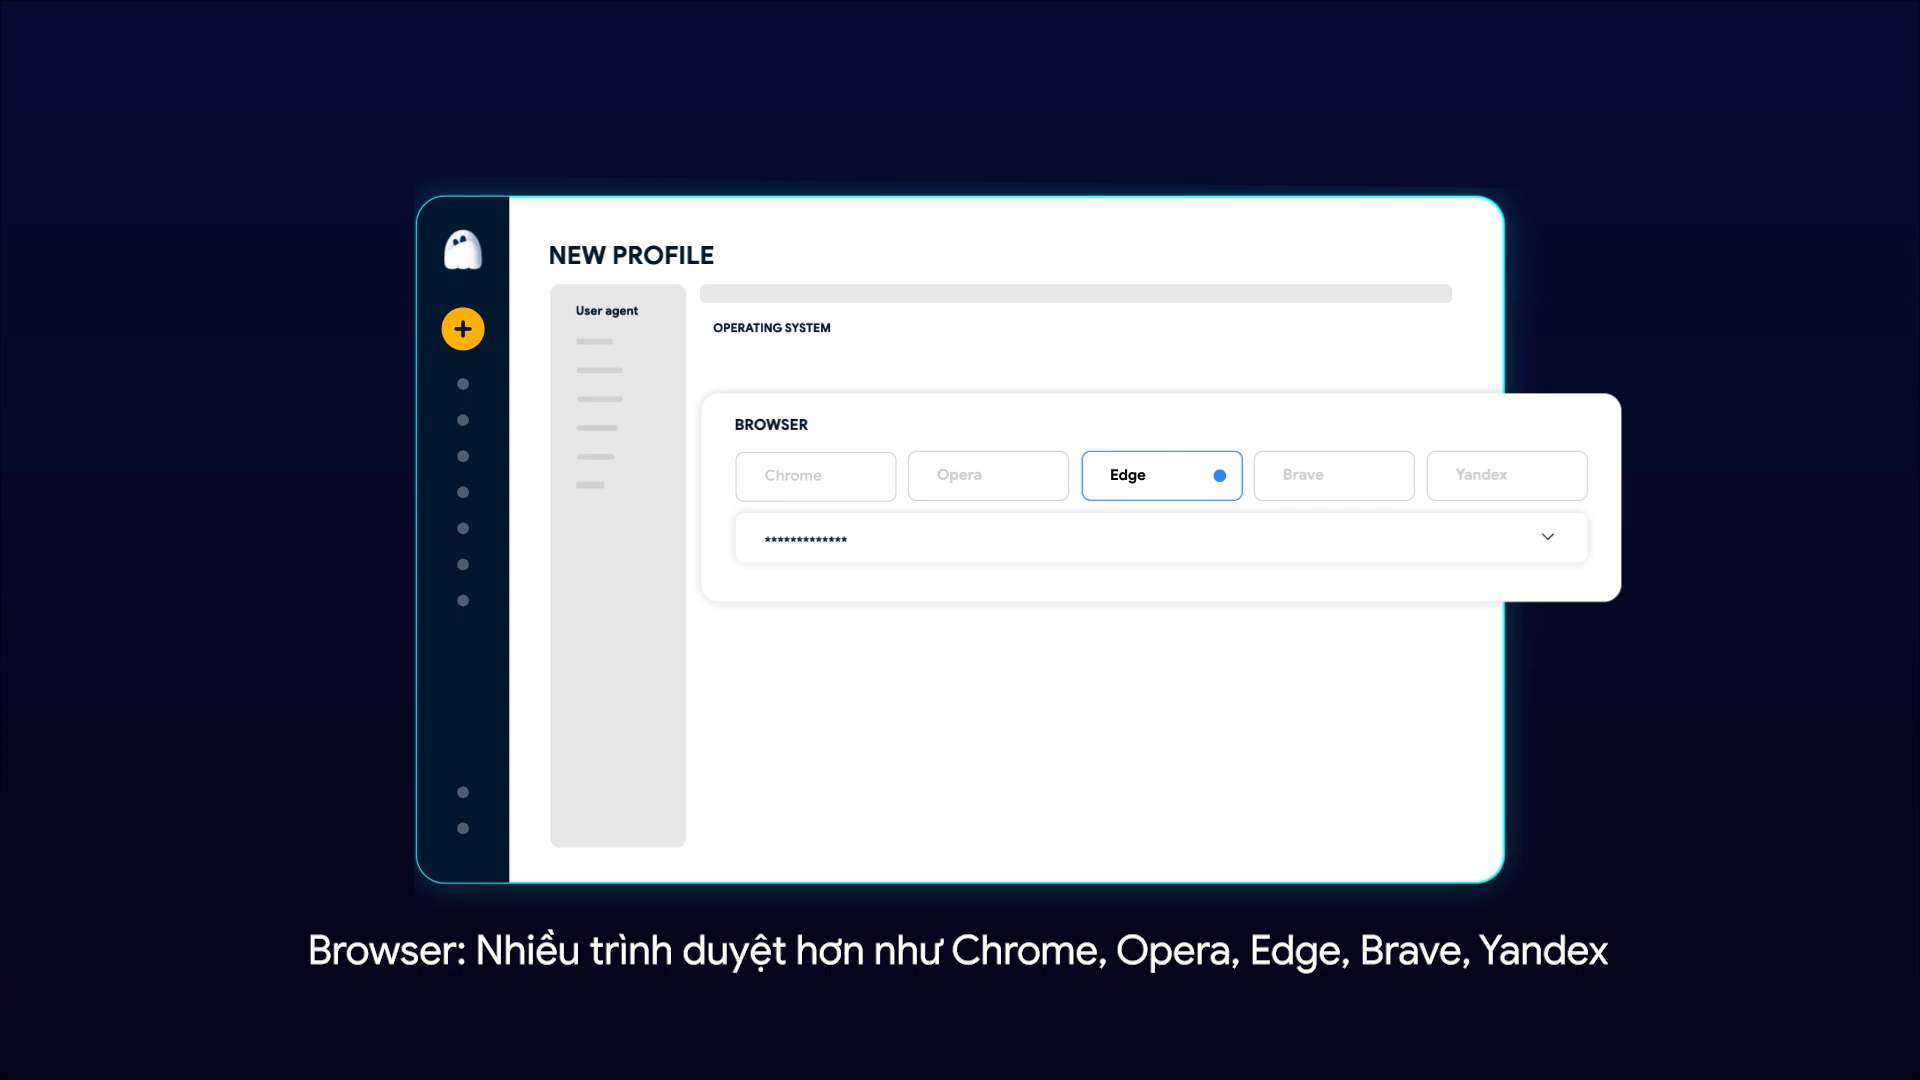 NEW PROFILE
User agent
OPERATING SYSTEM
BROWSER
Chrome
Opera
Edge
Brave
Yandex
*************
Browser: Nhiều trình duyệt hơn như Chrome, Opera, Edge, Brave, Yandex